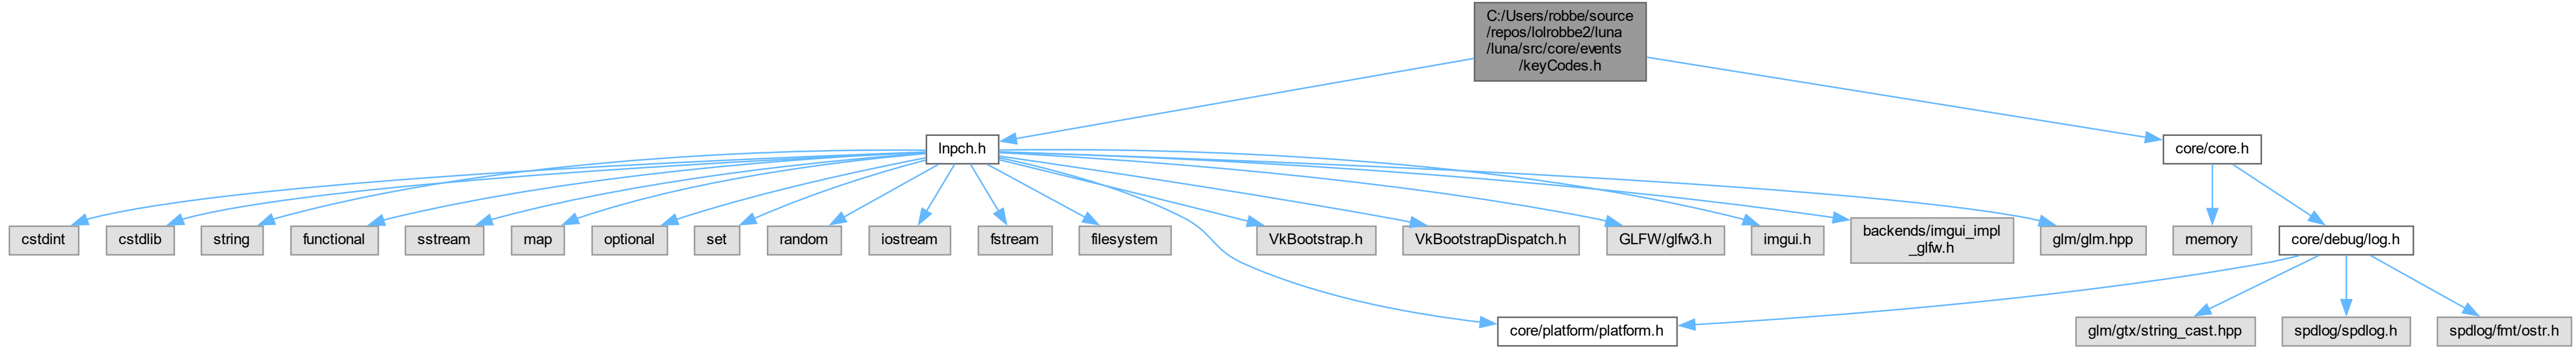 C:/Users/robbe/source
/repos/lolrobbe2/luna
/luna/src/core/events
/keyCodes.h
lnpch.h
core/core.h
cstdint
cstdlib
string
functional
sstream
map
optional
set
random
iostream
fstream
filesystem
VkBootstrap.h
VkBootstrapDispatch.h
GLFW/glfw3.h
imgui.h
backends/imgui_impl
_glfw.h
glm/glm.hpp
memory
core/debug/log.h
core/platform/platform.h
glm/gtx/string_cast.hpp
spdlog/spdlog.h
spdlog/fmt/ostr.h